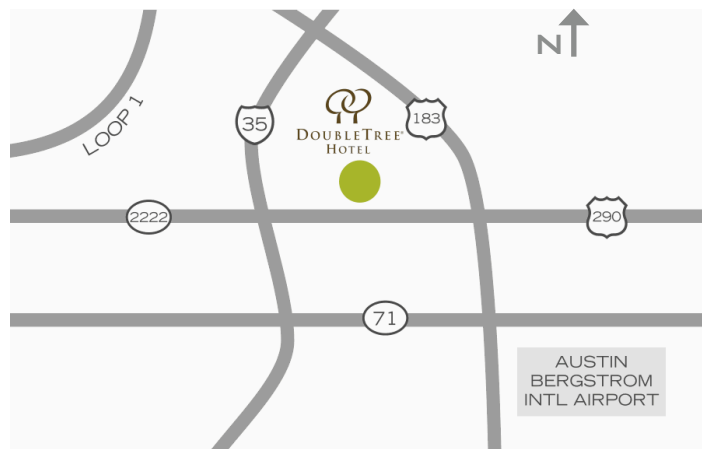 N
LOOP 1
35
183
DOUBLETREE®
HOTEL
2222
290
71
AUSTIN
BERGSTROM
INTL AIRPORT